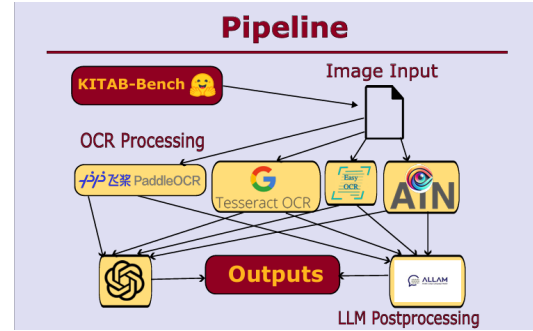 Pipeline
KITAB-Bench
Image Input
OCR Processing
飞桨 PaddleOCR
Tesseract OCR
Easy
OCR
AIN
Outputs
ALLAM
LLM Postprocessing